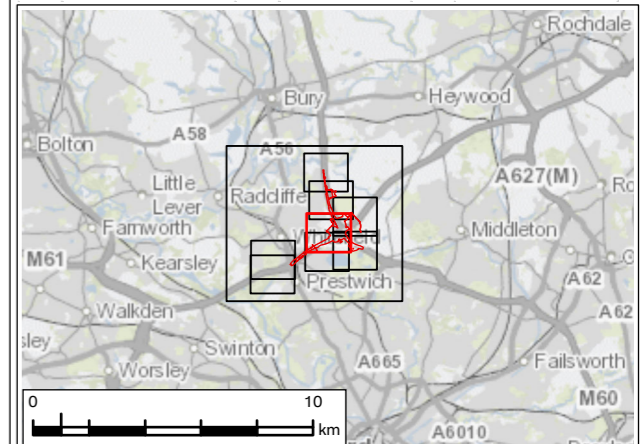 Rochdale
Bury
Heywood
A58
Bolton
A56
A627(M)
Little
Lever
Radcliffe
Farnworth
Middleton
M61
Kearsley
A62
Prestwich
Walkden
A62
Swinton
Worsley
A665
Failsworth
M60
0 10
km
A6010